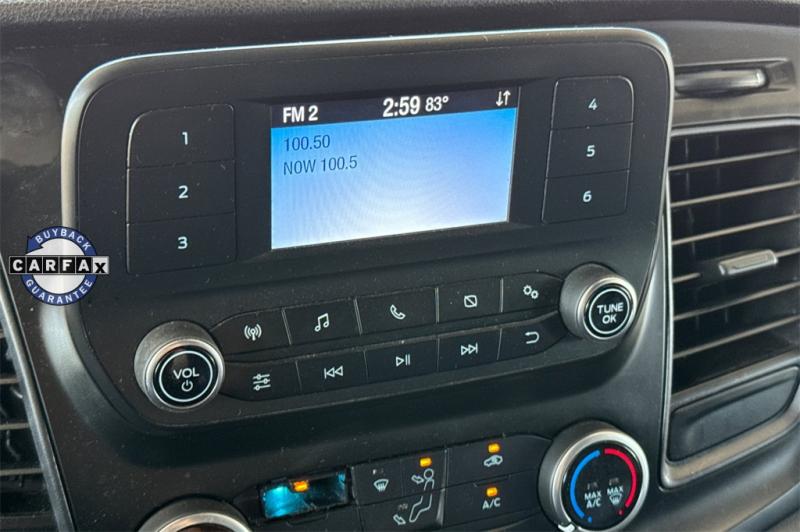 FM 2 2:59 83°
100.50
NOW 100.5
1
2
3
4
5
6
BUYBACK
CARFAX
GUARANTEE
VOL
TUNE
OK
A/C
MAX
A/C
MAX